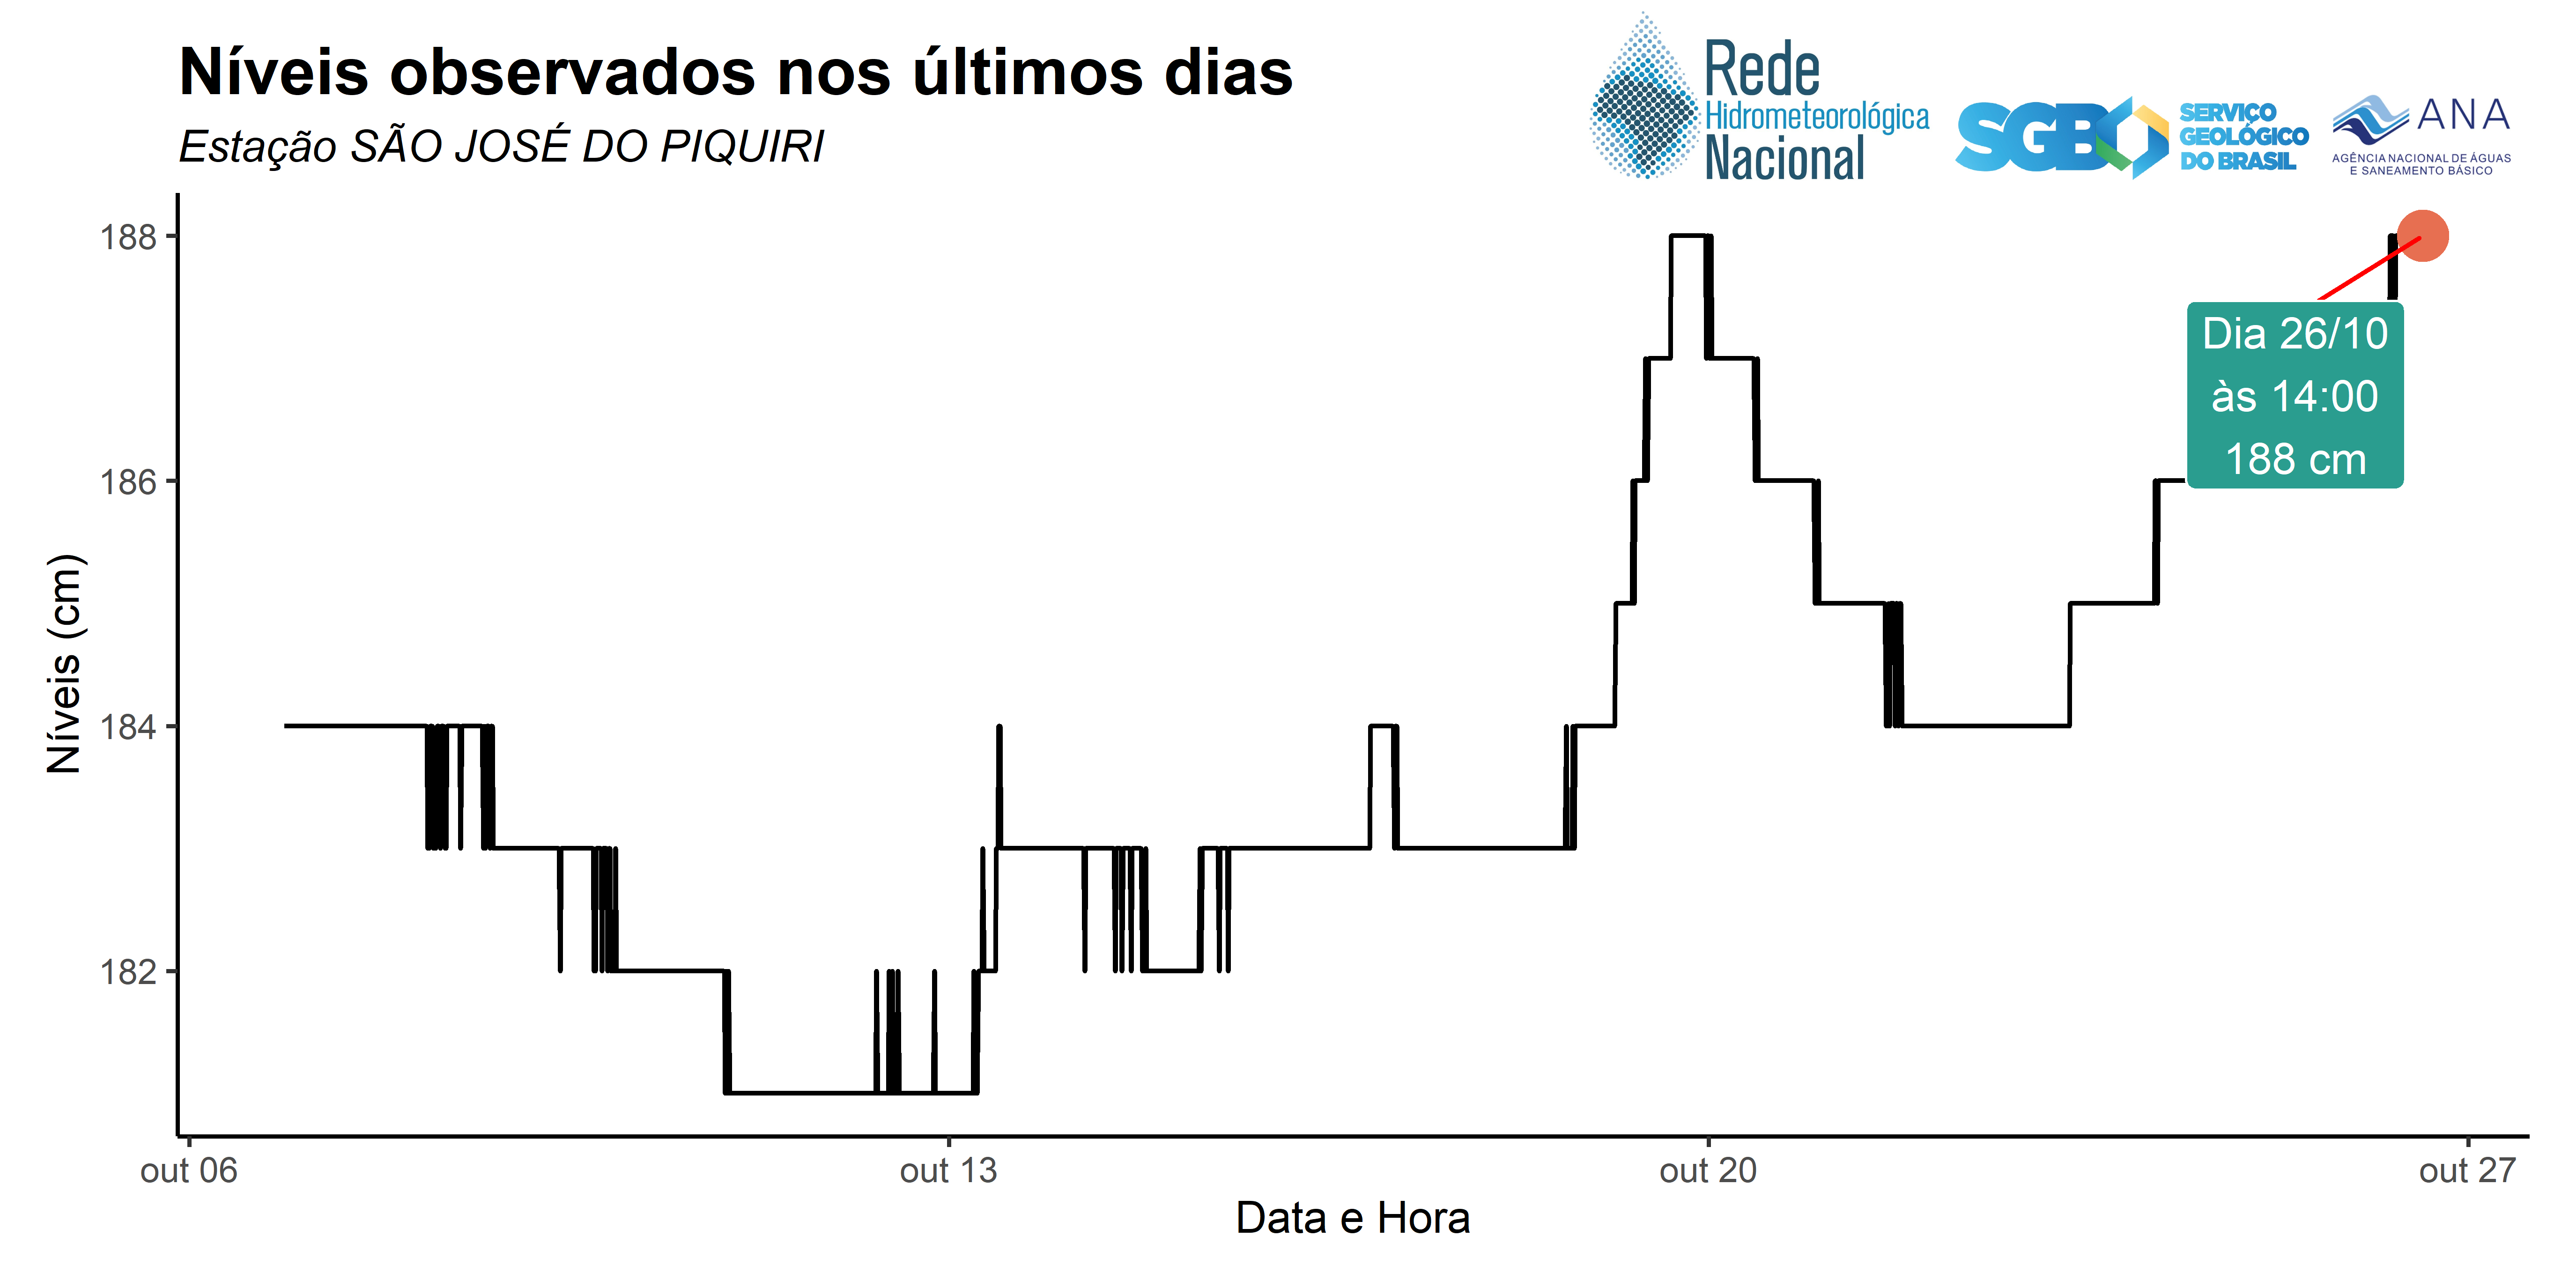 Níveis observados nos últimos dias
Estação SÃO JOSÉ DO PIQUIRI
Rede
Hidrometeorológica
Nacional
SGB
SERVIÇO
GEOLÓGICO
DO BRASIL
ANA
AGÊNCIA NACIONAL DE ÁGUAS
E SANEAMENTO BÁSICO
188
186
184
182
Níveis (cm)
Dia 26/10
às 14:00
188 cm
out 06
out 13
out 20
out 27
Data e Hora